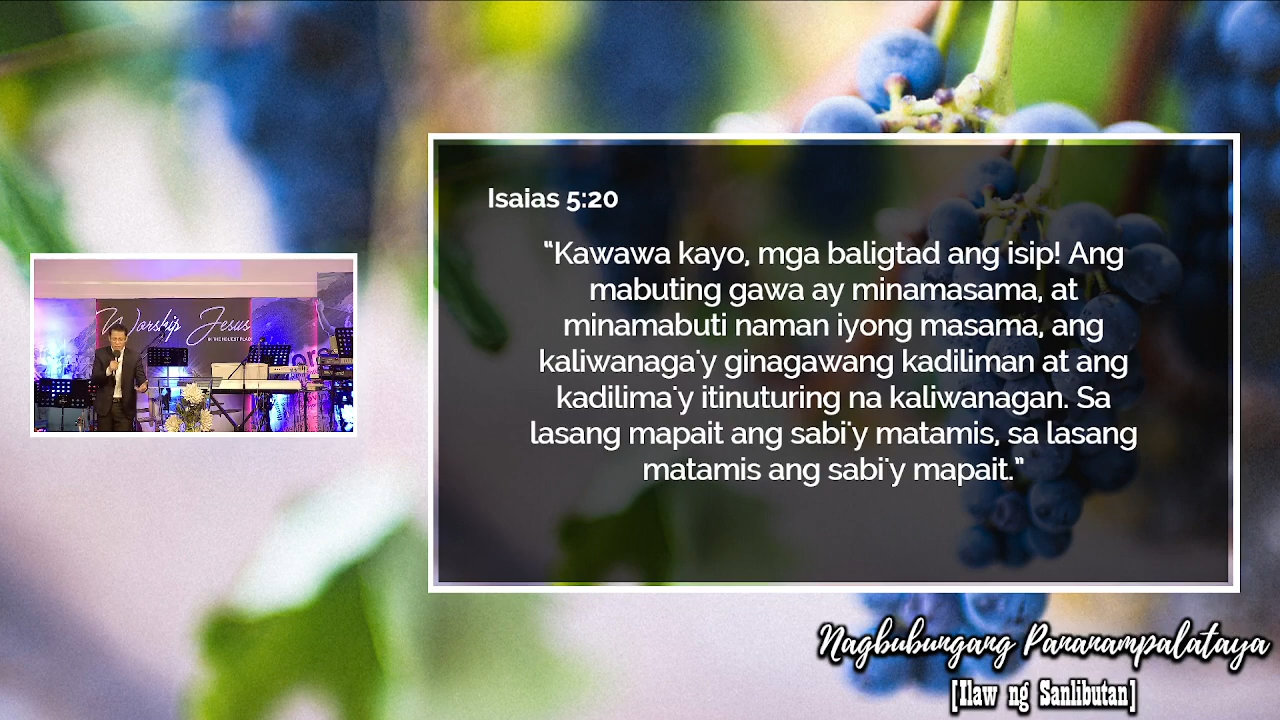 Worship Jesus
Isaias 5:20
“Kawawa kayo, mga baligtad ang isip! Ang
mabuting gawa ay minamasama, at
minamabuti naman iyong masama, ang
kaliwanaga'y ginagawang kadiliman at ang
kadilima'y itinuturing na kaliwanagan. Sa
lasang mapait ang sabi'y matamis, sa lasang
matamis ang sabi'y mapait.”
Nagbubungang Pananampalataya
[Ilaw ng Sanlibutan]